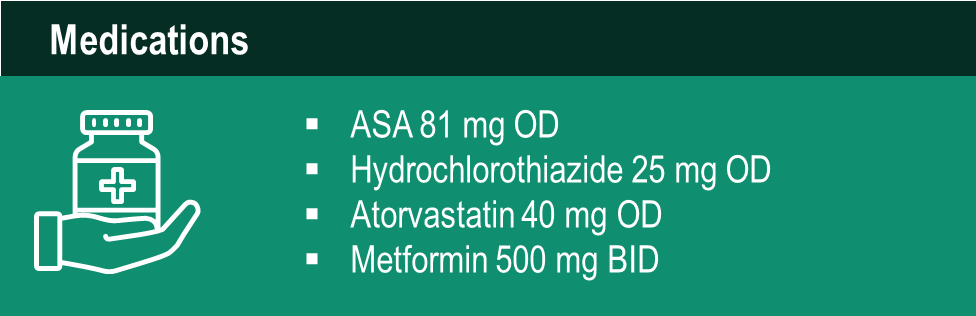 Medications
▪ ASA 81 mg OD
▪ Hydrochlorothiazide 25 mg OD
▪ Atorvastatin 40 mg OD
▪ Metformin 500 mg BID